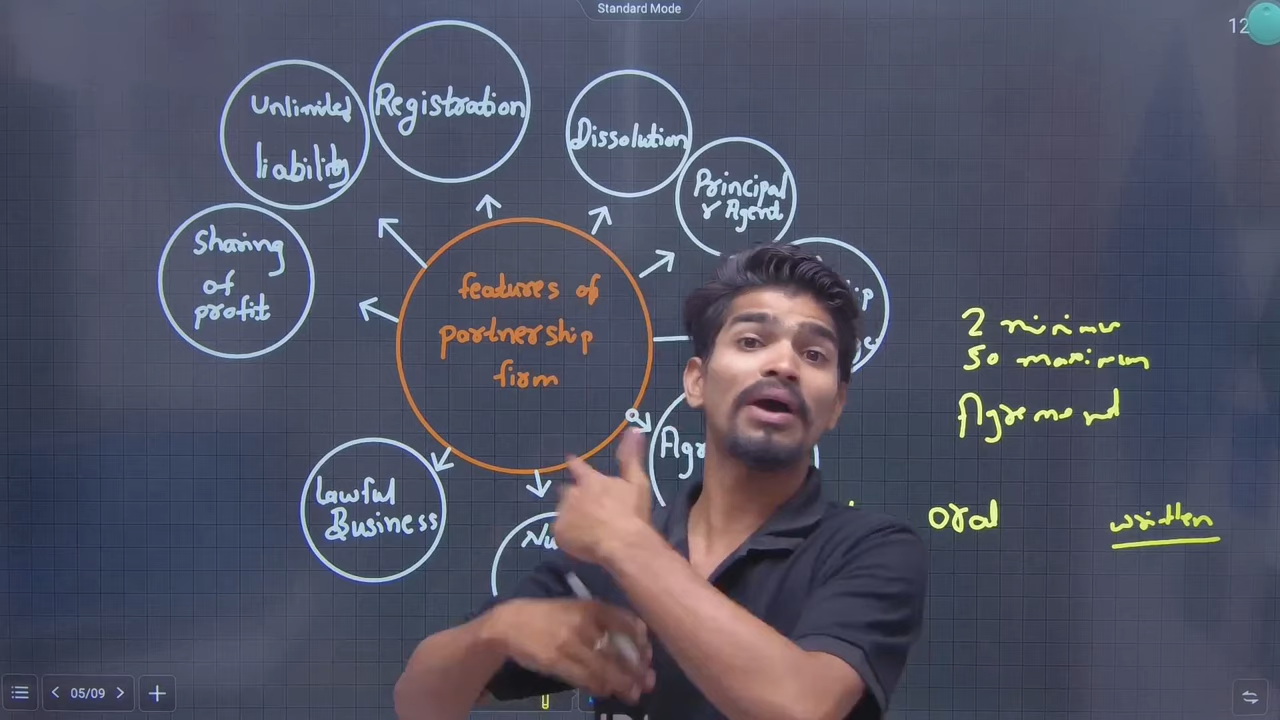 Standard Mode
12
Unlimited
liability
Registration
Dissolution
Principal
& Agent
Sharing
of
profit
features of
partnership
firm
2 minimum
50 maximum
Agrement
Lawful
Business
oral
written
05/09